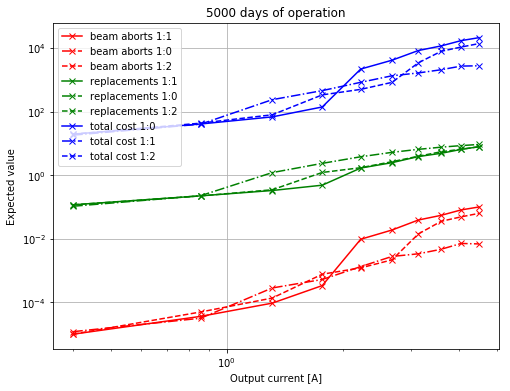 5000 days of operation
beam aborts 1:1
beam aborts 1:0
beam aborts 1:2
replacements 1:1
replacements 1:0
replacements 1:2
total cost 1:0
total cost 1:1
total cost 1:2
Expected value
10⁴
10²
10⁰
10⁻²
10⁻⁴
10⁰
Output current [A]